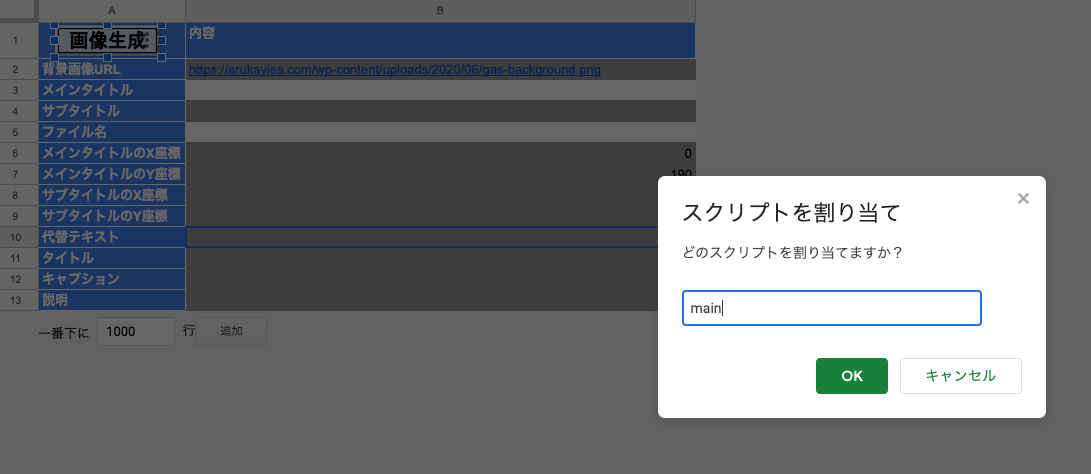 A B
1 画像生成 内容
2 背景画像URL https://arukayies.com/wp-content/uploads/2020/06/gas-background.png
3 メインタイトル
4 サブタイトル
5 ファイル名
6 メインタイトルのX座標 0
7 メインタイトルのY座標 190
8 サブタイトルのX座標
9 サブタイトルのY座標
10 代替テキスト
11 タイトル
12 キャプション
13 説明
一番下に 1000 行 追加
スクリプトを割り当て ×
どのスクリプトを割り当てますか？
main
OK キャンセル